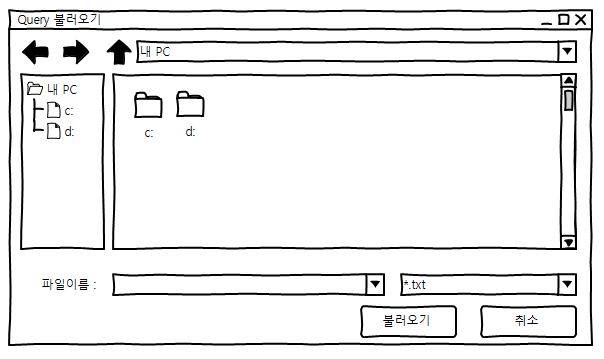 Query 불러오기
내 PC
내 PC
c:
d:
c:
d:
파일이름 :
*.txt
불러오기
취소